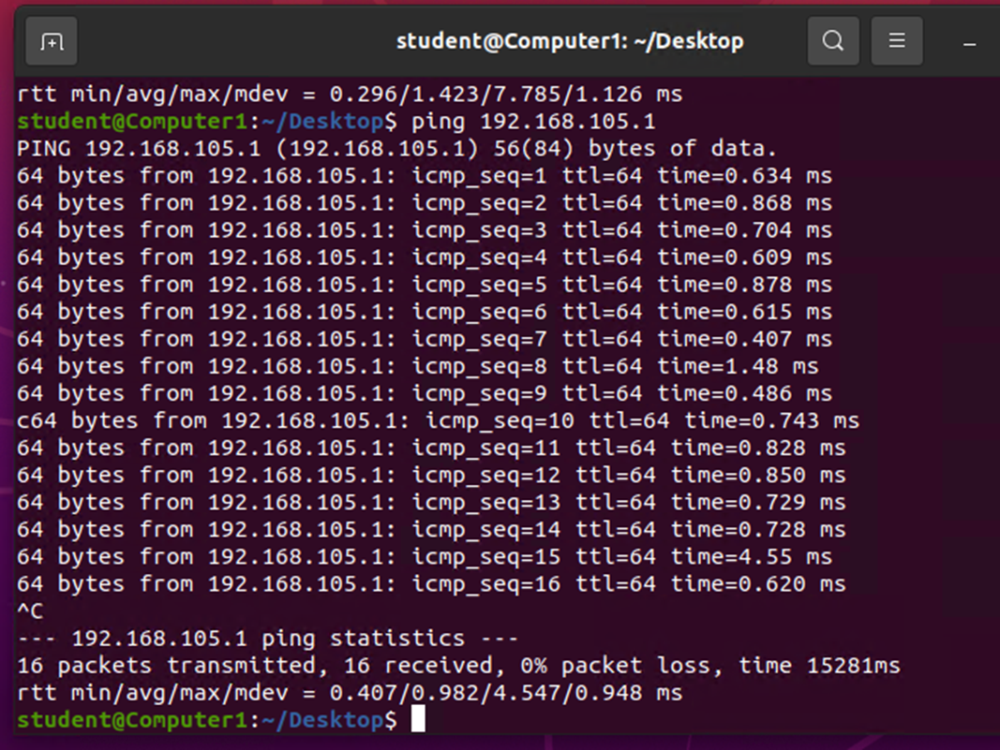 student@Computer1: ~/Desktop
rtt min/avg/max/mdev = 0.296/1.423/7.785/1.126 ms
student@Computer1:~/Desktop$ ping 192.168.105.1
PING 192.168.105.1 (192.168.105.1) 56(84) bytes of data.
64 bytes from 192.168.105.1: icmp_seq=1 ttl=64 time=0.634 ms
64 bytes from 192.168.105.1: icmp_seq=2 ttl=64 time=0.868 ms
64 bytes from 192.168.105.1: icmp_seq=3 ttl=64 time=0.704 ms
64 bytes from 192.168.105.1: icmp_seq=4 ttl=64 time=0.609 ms
64 bytes from 192.168.105.1: icmp_seq=5 ttl=64 time=0.878 ms
64 bytes from 192.168.105.1: icmp_seq=6 ttl=64 time=0.615 ms
64 bytes from 192.168.105.1: icmp_seq=7 ttl=64 time=0.407 ms
64 bytes from 192.168.105.1: icmp_seq=8 ttl=64 time=1.48 ms
64 bytes from 192.168.105.1: icmp_seq=9 ttl=64 time=0.486 ms
c64 bytes from 192.168.105.1: icmp_seq=10 ttl=64 time=0.743 ms
64 bytes from 192.168.105.1: icmp_seq=11 ttl=64 time=0.828 ms
64 bytes from 192.168.105.1: icmp_seq=12 ttl=64 time=0.850 ms
64 bytes from 192.168.105.1: icmp_seq=13 ttl=64 time=0.729 ms
64 bytes from 192.168.105.1: icmp_seq=14 ttl=64 time=0.728 ms
64 bytes from 192.168.105.1: icmp_seq=15 ttl=64 time=4.55 ms
64 bytes from 192.168.105.1: icmp_seq=16 ttl=64 time=0.620 ms
^C
--- 192.168.105.1 ping statistics ---
16 packets transmitted, 16 received, 0% packet loss, time 15281ms
rtt min/avg/max/mdev = 0.407/0.982/4.547/0.948 ms
student@Computer1:~/Desktop$